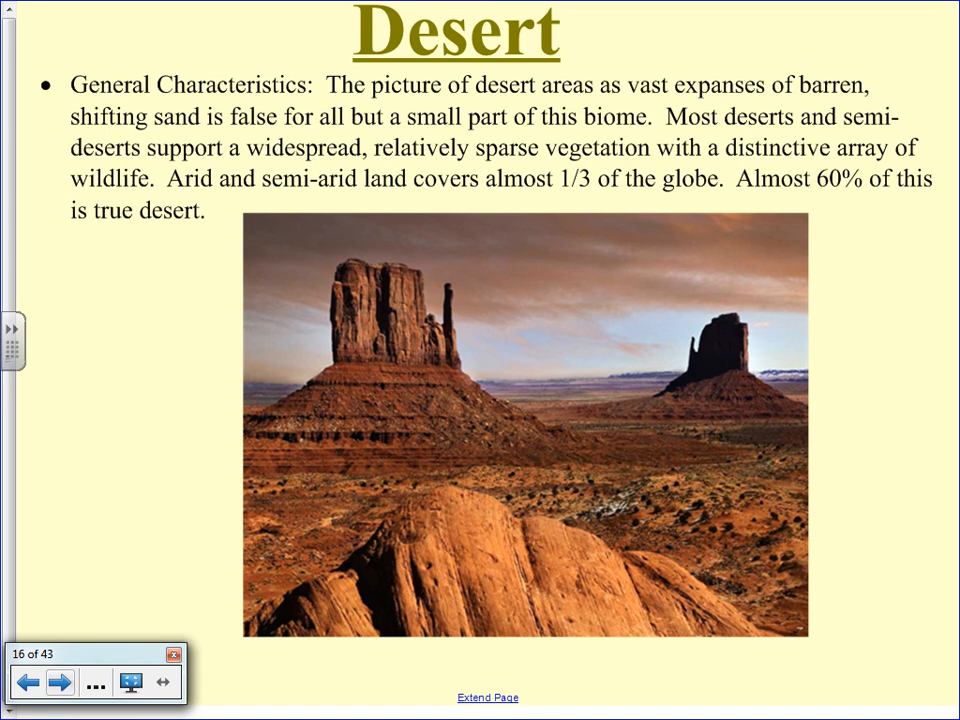 Desert
• General Characteristics:  The picture of desert areas as vast expanses of barren,
shifting sand is false for all but a small part of this biome.  Most deserts and semi-
deserts support a widespread, relatively sparse vegetation with a distinctive array of
wildlife.  Arid and semi-arid land covers almost 1/3 of the globe.  Almost 60% of this
is true desert.
16 of 43
Extend Page